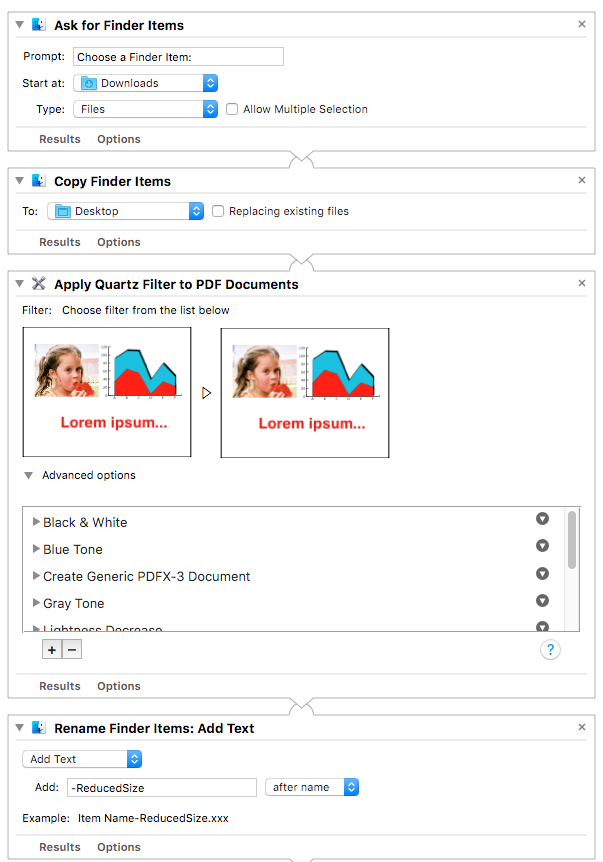 Ask for Finder Items
Prompt: Choose a Finder Item:
Start at: Downloads
Type: Files Allow Multiple Selection
Results Options
Copy Finder Items
To: Desktop Replacing existing files
Results Options
Apply Quartz Filter to PDF Documents
Filter: Choose filter from the list below
Lorem ipsum... Lorem ipsum...
Advanced options
Black & White
Blue Tone
Create Generic PDFX-3 Document
Gray Tone
Lightness Decrease
+ − ?
Results Options
Rename Finder Items: Add Text
Add Text
Add: -ReducedSize after name
Example: Item Name-ReducedSize.xxx
Results Options